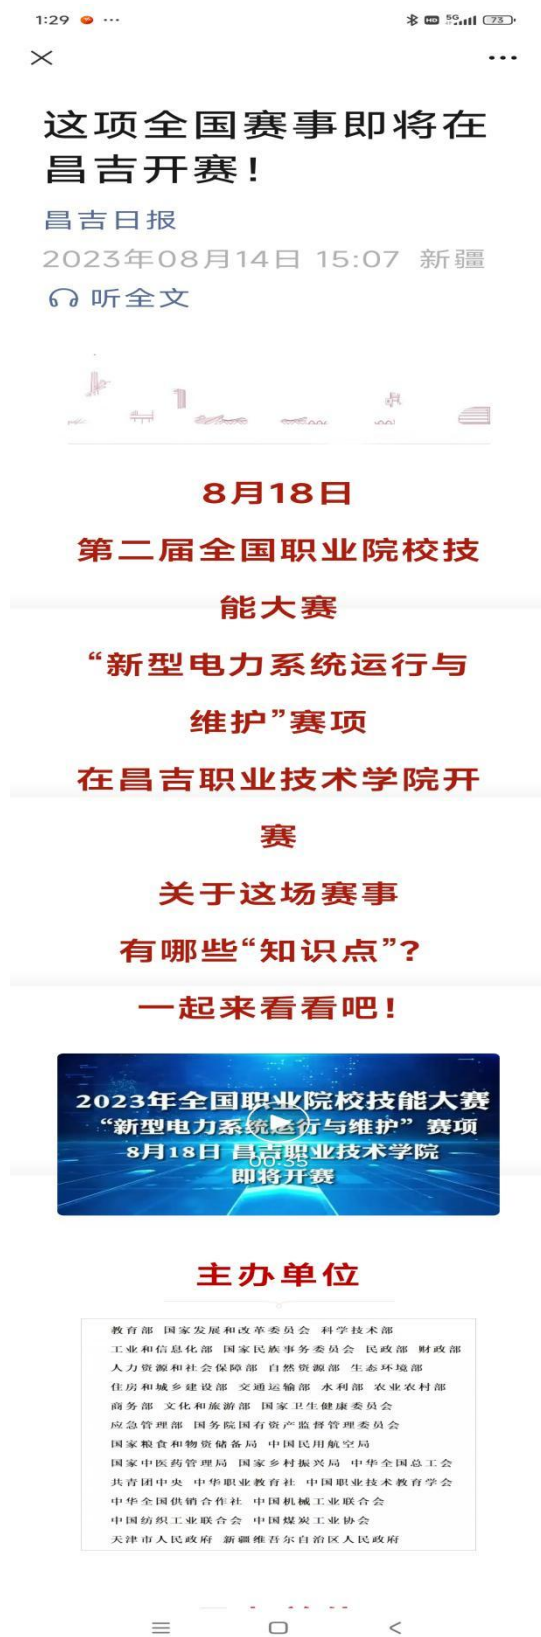 1:29 ··· HD 5G 73
这项全国赛事即将在
昌吉开赛！
昌吉日报
2023年08月14日 15:07 新疆
听全文
8月18日
第二届全国职业院校技
能大赛
“新型电力系统运行与
维护”赛项
在昌吉职业技术学院开
赛
关于这场赛事
有哪些“知识点”？
一起来看看吧！
2023年全国职业院校技能大赛
“新型电力系统运行与维护”赛项
8月18日 昌吉职业技术学院
00:35
即将开赛
主办单位
教育部 国家发展和改革委员会 科学技术部
工业和信息化部 国家民族事务委员会 民政部 财政部
人力资源和社会保障部 自然资源部 生态环境部
住房和城乡建设部 交通运输部 水利部 农业农村部
商务部 文化和旅游部 国家卫生健康委员会
应急管理部 国务院国有资产监督管理委员会
国家粮食和物资储备局 中国民用航空局
国家中医药管理局 国家乡村振兴局 中华全国总工会
共青团中央 中华职业教育社 中国职业技术教育学会
中华全国供销合作社 中国机械工业联合会
中国纺织工业联合会 中国煤炭工业协会
天津市人民政府 新疆维吾尔自治区人民政府